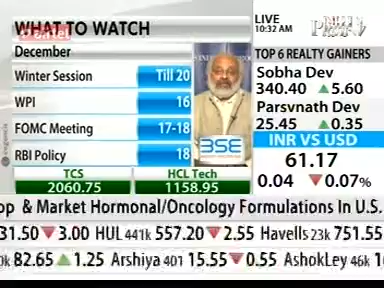 WHAT TO WATCH
LIVE
10:32 AM
December
Winter Session Till 20
WPI 16
FOMC Meeting 17-18
RBI Policy 18
BSE
TOP 6 REALTY GAINERS
Sobha Dev
340.40 ▲ 5.60
Parsvnath Dev
25.45 ▲ 0.35
INR VS USD
61.17
0.04 ▼ 0.07%
TCS
2060.75
HCL Tech
1158.95
op & Market Hormonal/Oncology Formulations In U.S.
31.50 ▼ 3.00 HUL 441k 557.20 ▼ 2.55 Havells 23k 751.55
0k 82.65 ▲ 1.25 Arshiya 401 15.55 ▼ 0.55 AshokLey 46k 1